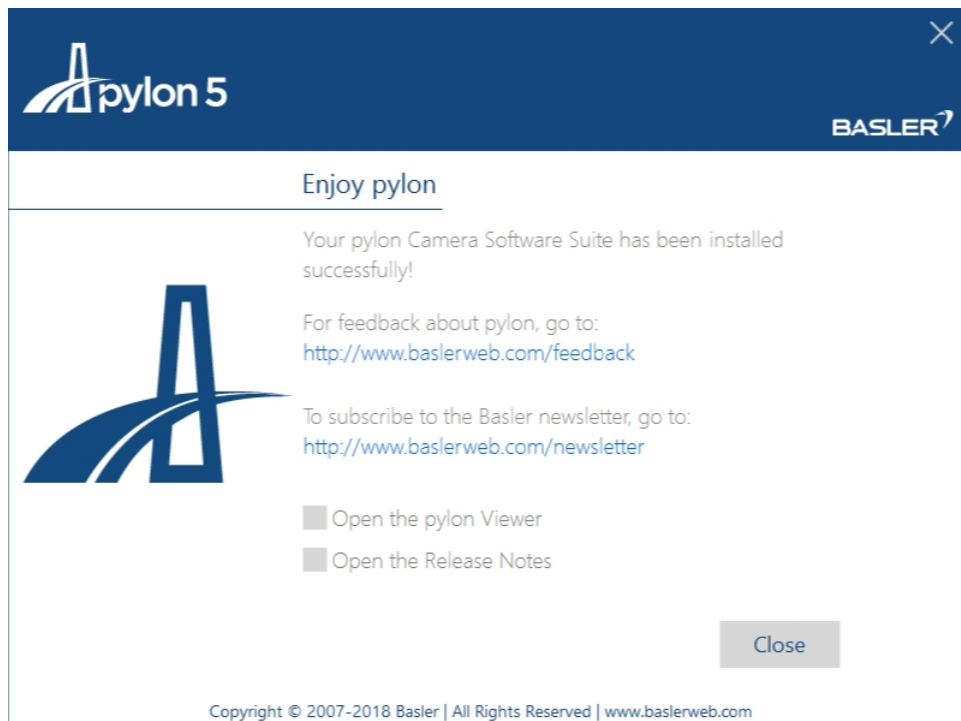 pylon 5
BASLER
Enjoy pylon
Your pylon Camera Software Suite has been installed
successfully!
For feedback about pylon, go to:
http://www.baslerweb.com/feedback
To subscribe to the Basler newsletter, go to:
http://www.baslerweb.com/newsletter
Open the pylon Viewer
Open the Release Notes
Close
Copyright © 2007-2018 Basler | All Rights Reserved | www.baslerweb.com